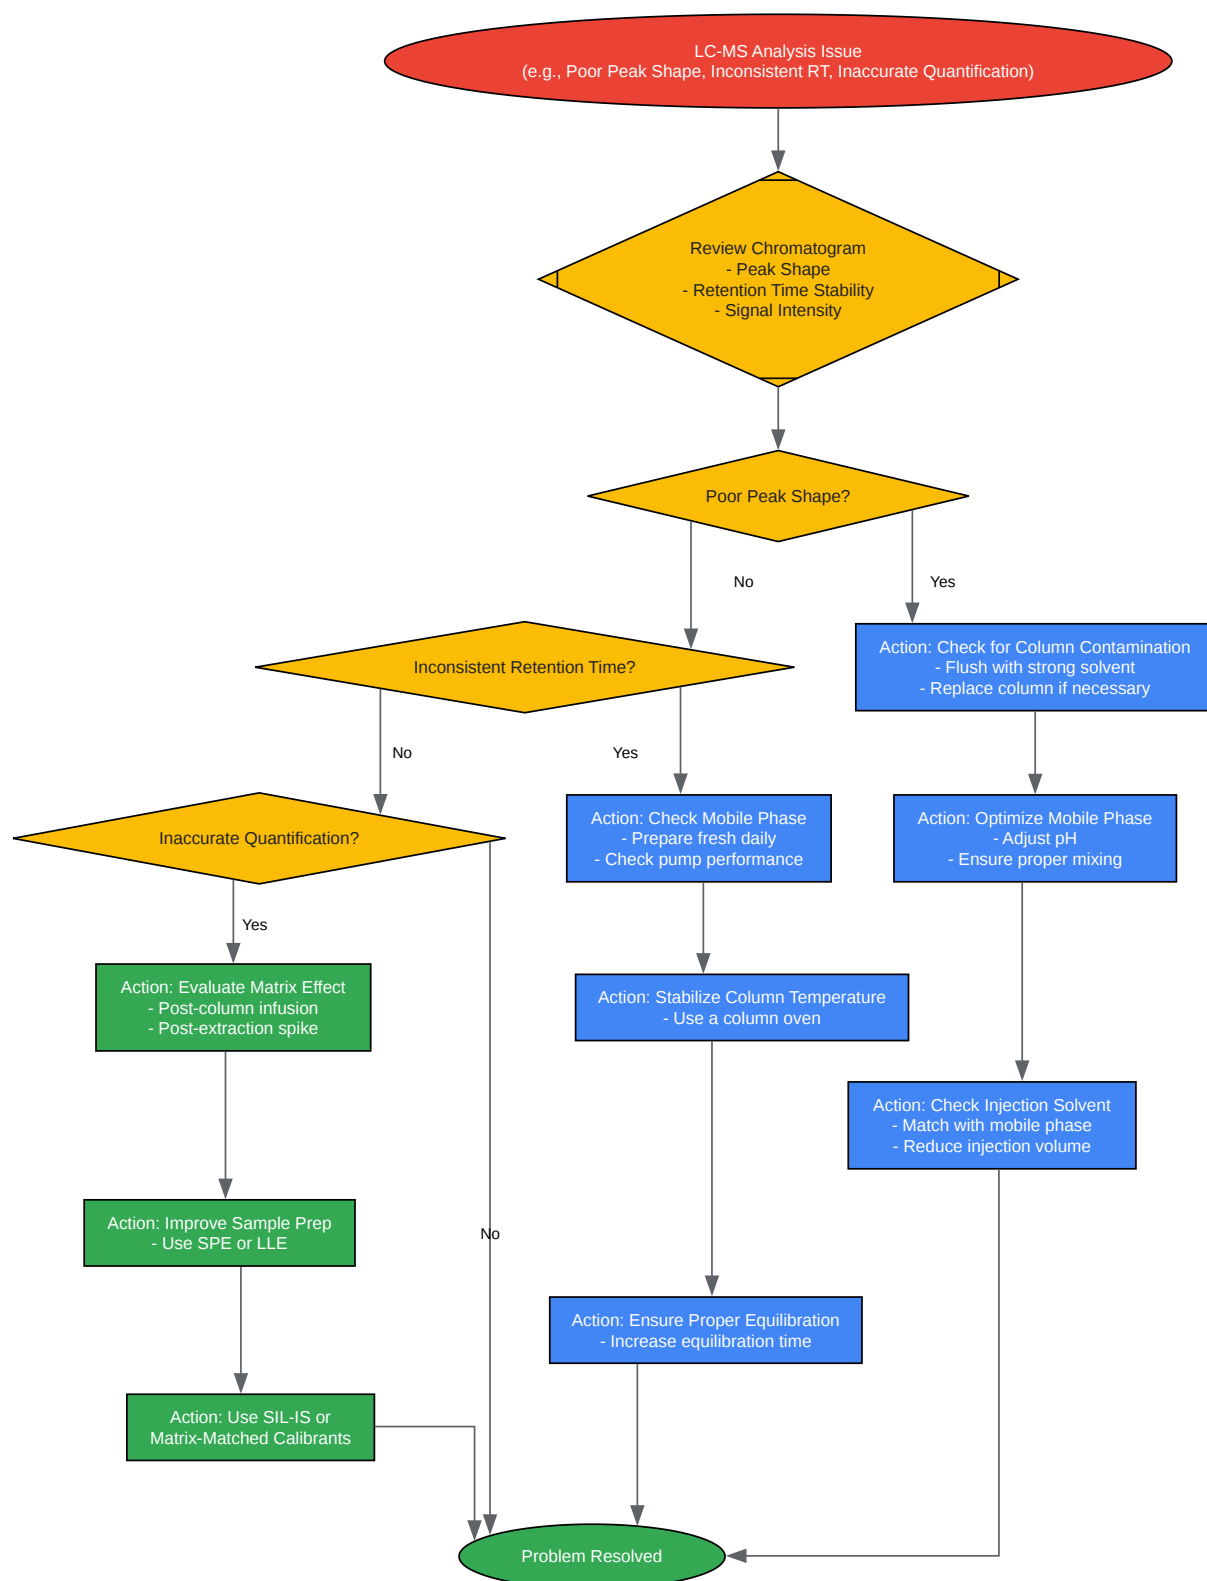 LC-MS Analysis Issue
(e.g., Poor Peak Shape, Inconsistent RT, Inaccurate Quantification)
Review Chromatogram
- Peak Shape
- Retention Time Stability
- Signal Intensity
Poor Peak Shape?
No
Yes
Inconsistent Retention Time?
Action: Check for Column Contamination
- Flush with strong solvent
- Replace column if necessary
No
Yes
Inaccurate Quantification?
Action: Check Mobile Phase
- Prepare fresh daily
- Check pump performance
Action: Optimize Mobile Phase
- Adjust pH
- Ensure proper mixing
Yes
Action: Evaluate Matrix Effect
- Post-column infusion
- Post-extraction spike
Action: Stabilize Column Temperature
- Use a column oven
Action: Check Injection Solvent
- Match with mobile phase
- Reduce injection volume
Action: Improve Sample Prep
- Use SPE or LLE
No
Action: Ensure Proper Equilibration
- Increase equilibration time
Action: Use SIL-IS or
Matrix-Matched Calibrants
Problem Resolved